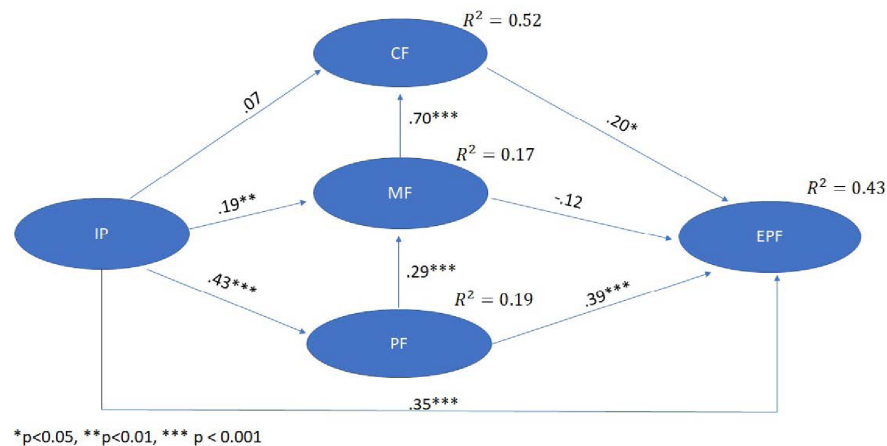 R² = 0.52
CF
.07
.70***
.20*
R² = 0.17
MF
.19**
-.12
R² = 0.43
IP
EPF
.43***
.29***
R² = 0.19
.39***
PF
.35***
*p<0.05, **p<0.01, *** p < 0.001